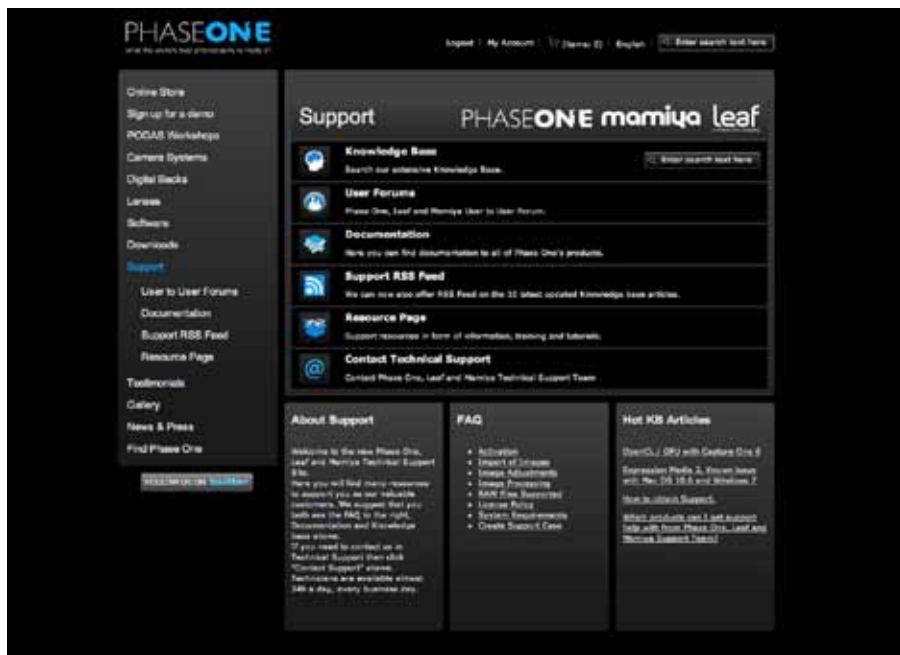 PHASEONE
Logout My Account (Items: 0) English Enter search text here
Online Store
Sign up for a demo
PODAS Workshops
Camera Systems
Digital Backs
Lenses
Software
Downloads
Support
User to User Forums
Documentation
Support RSS Feed
Resource Page
Testimonials
Gallery
News & Press
Find Phase One
FOLLOW US ON twitter
Support PHASEONE mamiya leaf
Knowledge Base
Search our extensive Knowledge Base.
Enter search text here
User Forums
Phase One, Leaf and Mamiya User to User Forum.
Documentation
Here you can find documentation to all of Phase One's products.
Support RSS Feed
We can now also offer RSS Feed on the 10 latest updated Knowledge base articles.
Resource Page
Support resources in form of information, training and tutorials.
Contact Technical Support
Contact Phase One, Leaf and Mamiya Technical Support Team
About Support
Welcome to the new Phase One,
Leaf and Mamiya Technical Support
Site.
Here you will find many resources
to support you as our valuable
customers. We suggest that you
both see the FAQ to the right,
Documentation and Knowledge
base above.
If you need to contact us in
Technical Support then click
"Contact Support" above.
Technicians are available almost
24h a day, every business day.
FAQ
Activation
Import of Images
Image Adjustments
Image Processing
RAW Files Supported
License Policy
System Requirements
Create Support Case
Hot KB Articles
OpenCL / GPU with Capture One 6
Expression Media 2, Known issue
with Mac OS 10.6 and Windows 7
How to obtain Support.
Which products can I get support
help with from Phase One, Leaf and
Mamiya Support Team?